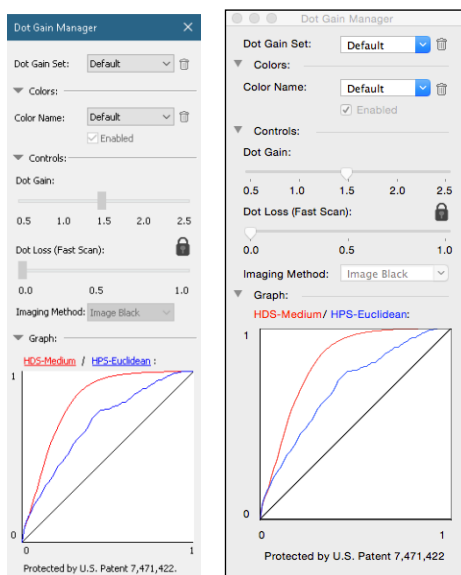 Dot Gain Manager
Dot Gain Set: Default
Colors:
Color Name: Default
Enabled
Controls:
Dot Gain:
0.5 1.0 1.5 2.0 2.5
Dot Loss (Fast Scan):
0.0 0.5 1.0
Imaging Method: Image Black
Graph:
HDS-Medium / HPS-Euclidean :
1
0
0 1
Protected by U.S. Patent 7,471,422.
Dot Gain Manager
Dot Gain Set: Default
Colors:
Color Name: Default
Enabled
Controls:
Dot Gain:
0.5 1.0 1.5 2.0 2.5
Dot Loss (Fast Scan):
0.0 0.5 1.0
Imaging Method: Image Black
Graph:
HDS-Medium/ HPS-Euclidean:
1
0
0 1
Protected by U.S. Patent 7,471,422